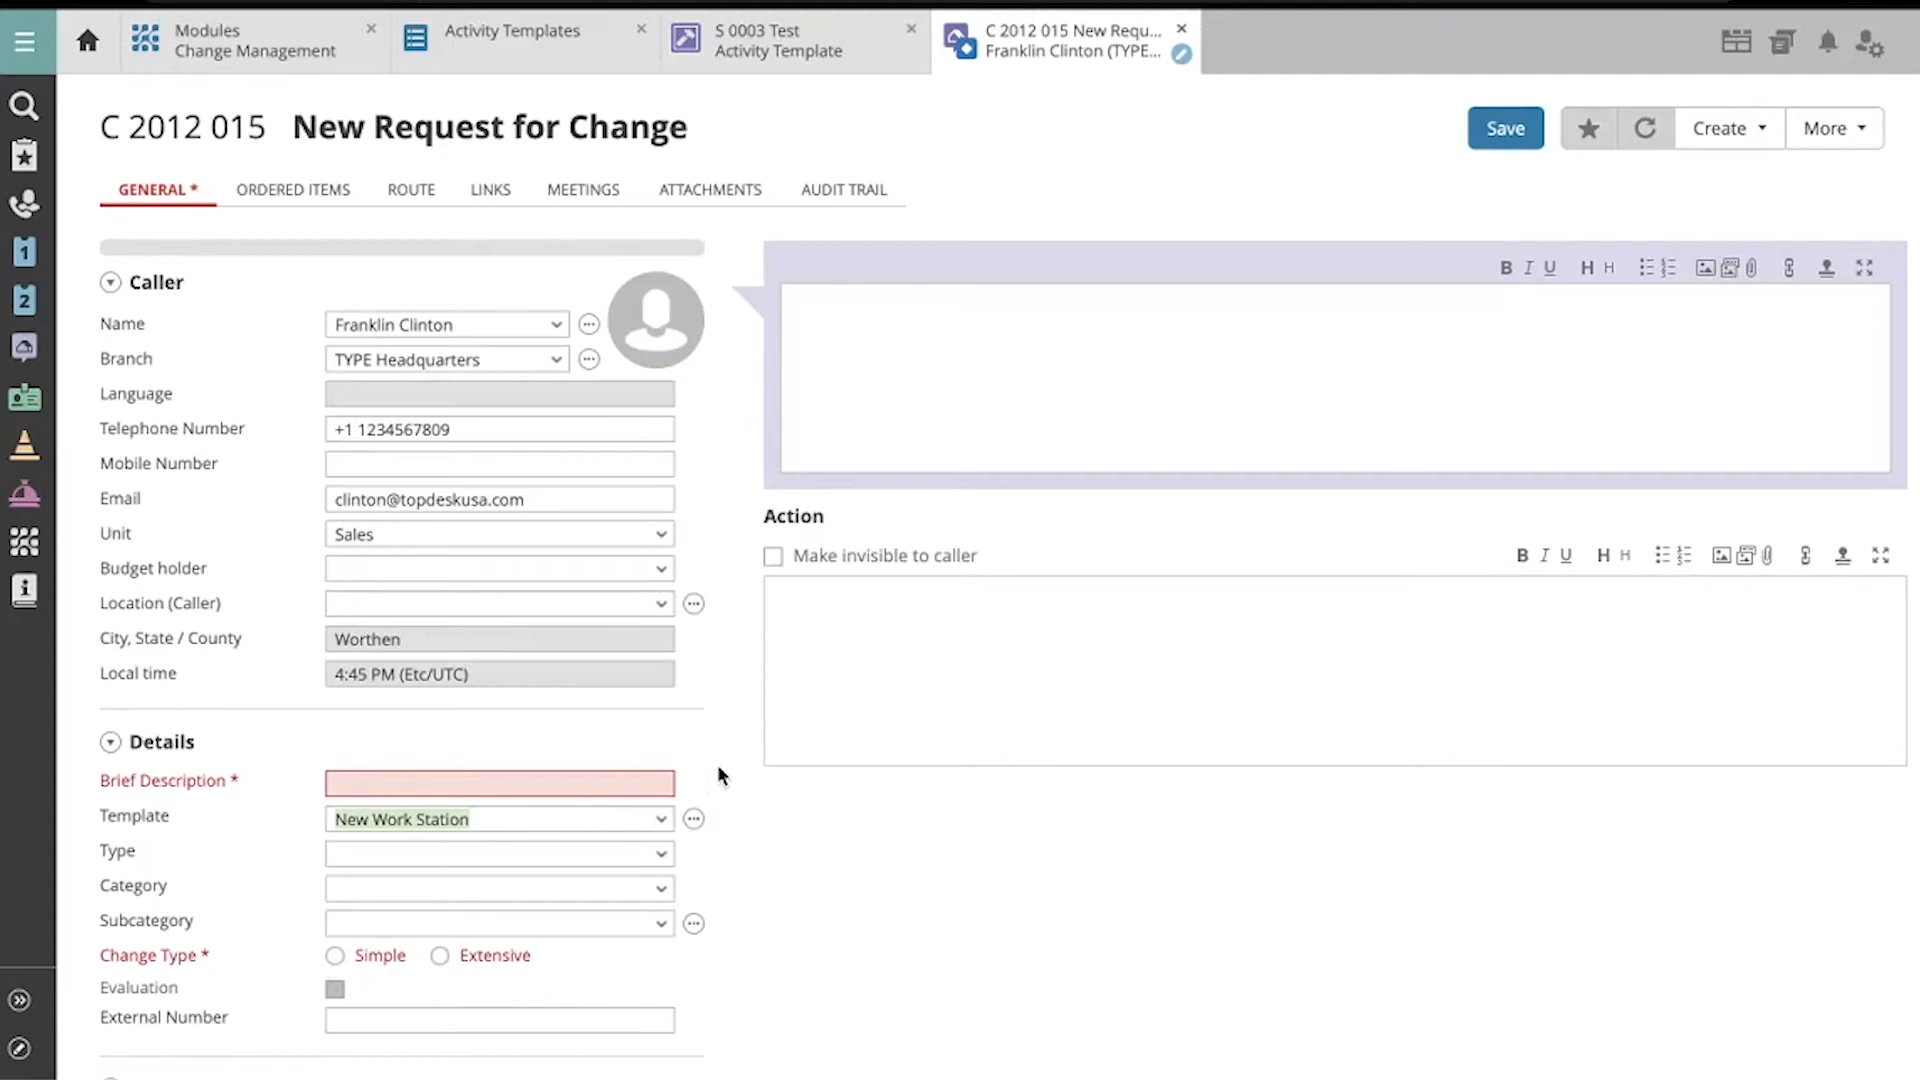 Modules
Change Management
Activity Templates
S 0003 Test
Activity Template
C 2012 015 New Requ...
Franklin Clinton (TYPE...
C 2012 015 New Request for Change
Save
Create
More
GENERAL *
ORDERED ITEMS
ROUTE
LINKS
MEETINGS
ATTACHMENTS
AUDIT TRAIL
1
2
Caller
Name
Franklin Clinton
Branch
TYPE Headquarters
Language
Telephone Number
+1 1234567809
Mobile Number
Email
clinton@topdeskusa.com
Unit
Sales
Budget holder
Location (Caller)
City, State / County
Worthen
Local time
4:45 PM (Etc/UTC)
Details
Brief Description *
Template
New Work Station
Type
Category
Subcategory
Change Type *
Simple
Extensive
Evaluation
External Number
B I U H H
Action
Make invisible to caller
B I U H H